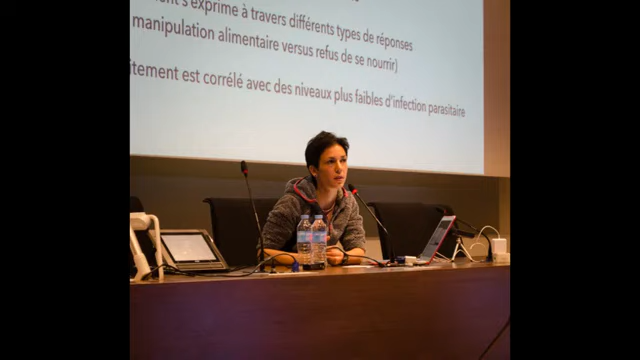 s'exprime à travers différents types de réponses
manipulation alimentaire versus refus de se nourrir)
itement est corrélé avec des niveaux plus faibles d'infection parasitaire